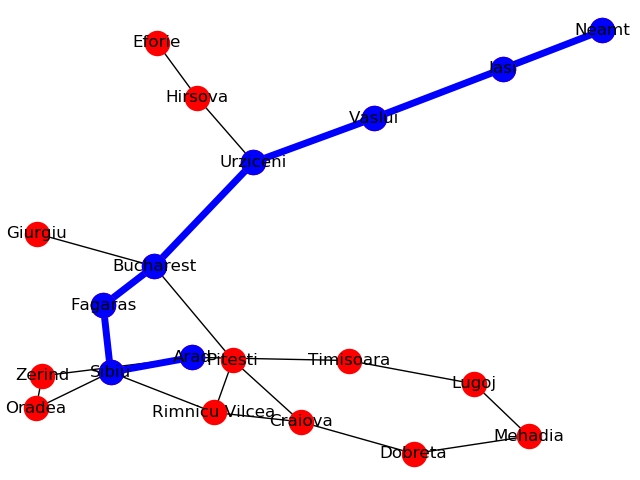 Neamt
Eforie
Iasi
Hirsova
Vaslui
Urziceni
Giurgiu
Bucharest
Fagaras
Arad
Pitesti
Timisoara
Zerind
Sibiu
Lugoj
Oradea
Rimnicu Vilcea
Craiova
Mehadia
Dobreta